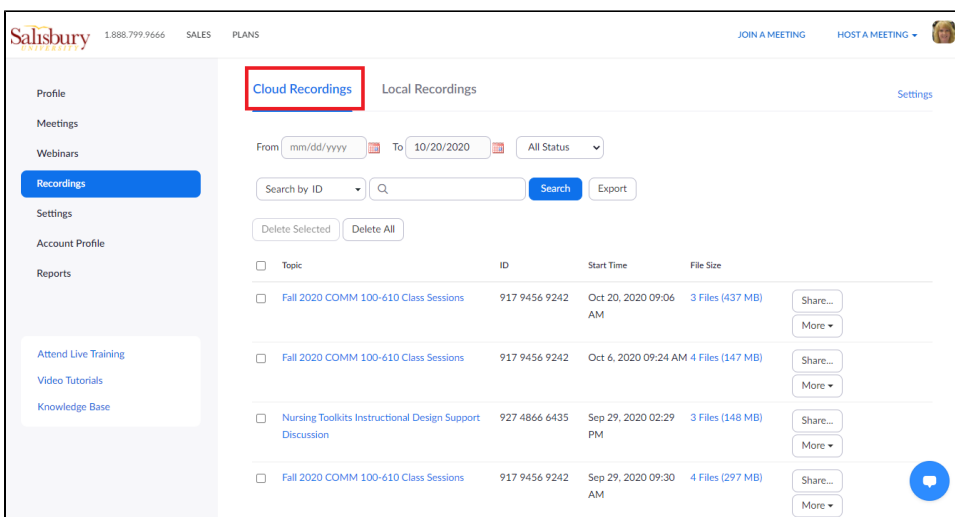 Salisbury
UNIVERSITY
1.888.799.9666 SALES PLANS JOIN A MEETING HOST A MEETING
Profile
Meetings
Webinars
Recordings
Settings
Account Profile
Reports
Attend Live Training
Video Tutorials
Knowledge Base
Cloud Recordings Local Recordings
Settings
From mm/dd/yyyy To 10/20/2020 All Status
Search by ID Search Export
Delete Selected Delete All
Topic ID Start Time File Size
Fall 2020 COMM 100-610 Class Sessions 917 9456 9242 Oct 20, 2020 09:06 3 Files (437 MB) Share...
AM
More
Fall 2020 COMM 100-610 Class Sessions 917 9456 9242 Oct 6, 2020 09:24 AM 4 Files (147 MB) Share...
More
Nursing Toolkits Instructional Design Support 927 4866 6435 Sep 29, 2020 02:29 3 Files (148 MB) Share...
Discussion PM
More
Fall 2020 COMM 100-610 Class Sessions 917 9456 9242 Sep 29, 2020 09:30 4 Files (297 MB) Share...
AM
More